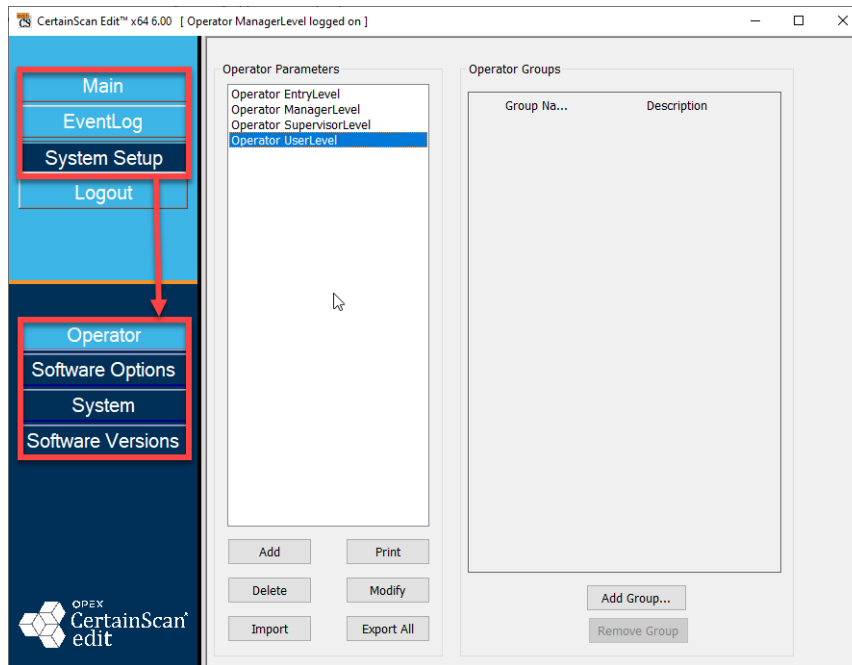 CertainScan Edit™ x64 6.00 [ Operator ManagerLevel logged on ]
Main
EventLog
System Setup
Logout
Operator
Software Options
System
Software Versions
OPEX
CertainScan
edit
Operator Parameters
Operator EntryLevel
Operator ManagerLevel
Operator SupervisorLevel
Operator UserLevel
Add
Print
Delete
Modify
Import
Export All
Operator Groups
Group Na... Description
Add Group...
Remove Group